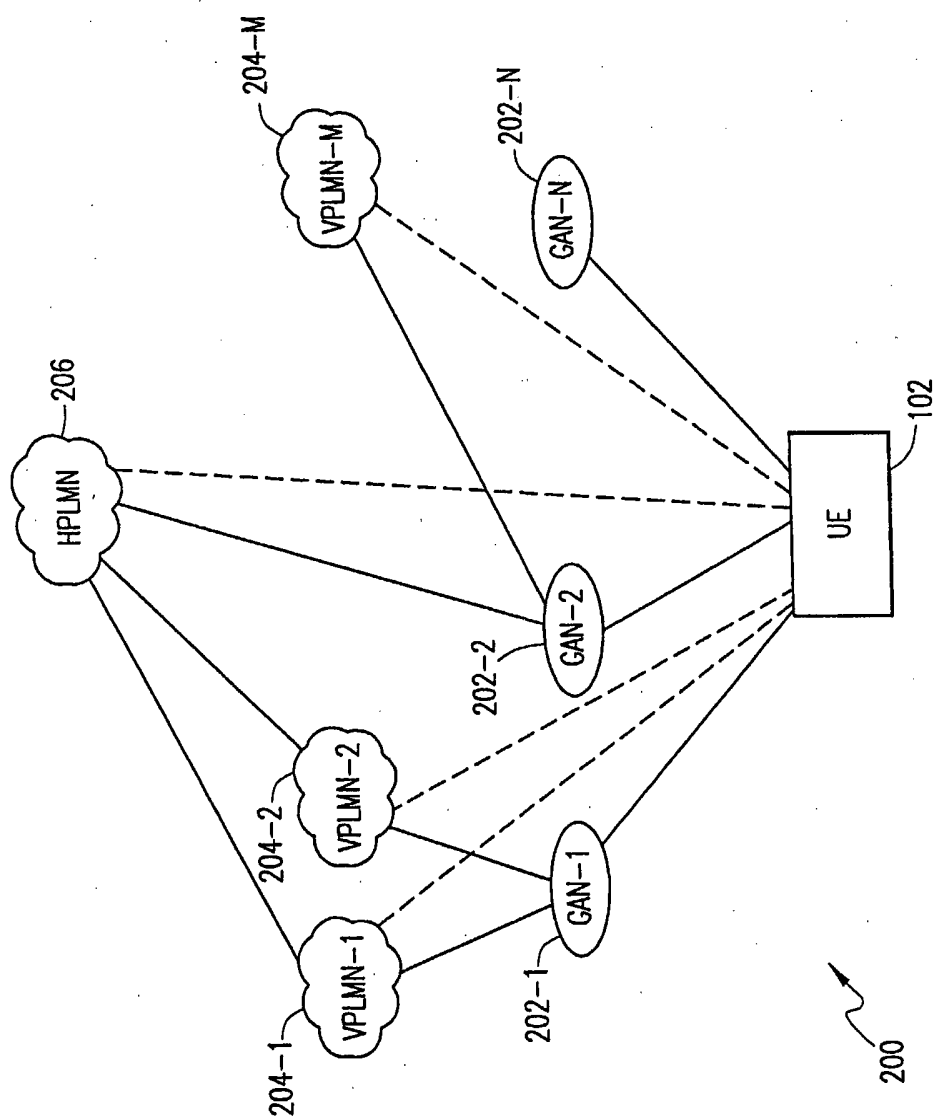 206
HPLMN
204-M
VPLMN-M
204-2
VPLMN-2
204-1
VPLMN-1
202-N
GAN-N
202-2
GAN-2
202-1
GAN-1
UE
102
200